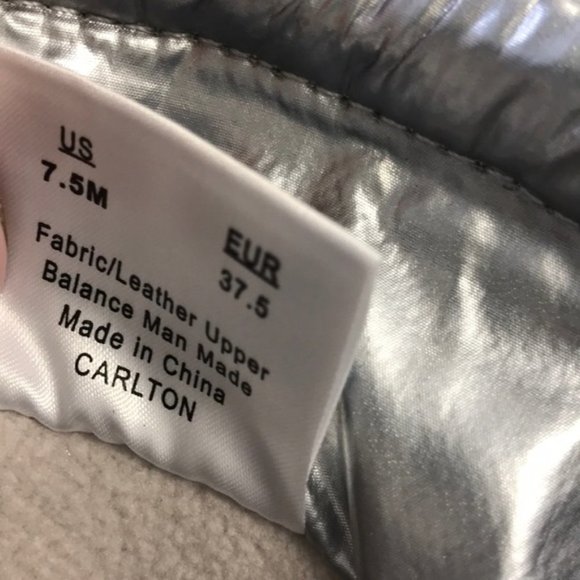 US
7.5M
EUR
37.5
Fabric/Leather Upper
Balance Man Made
Made in China
CARLTON